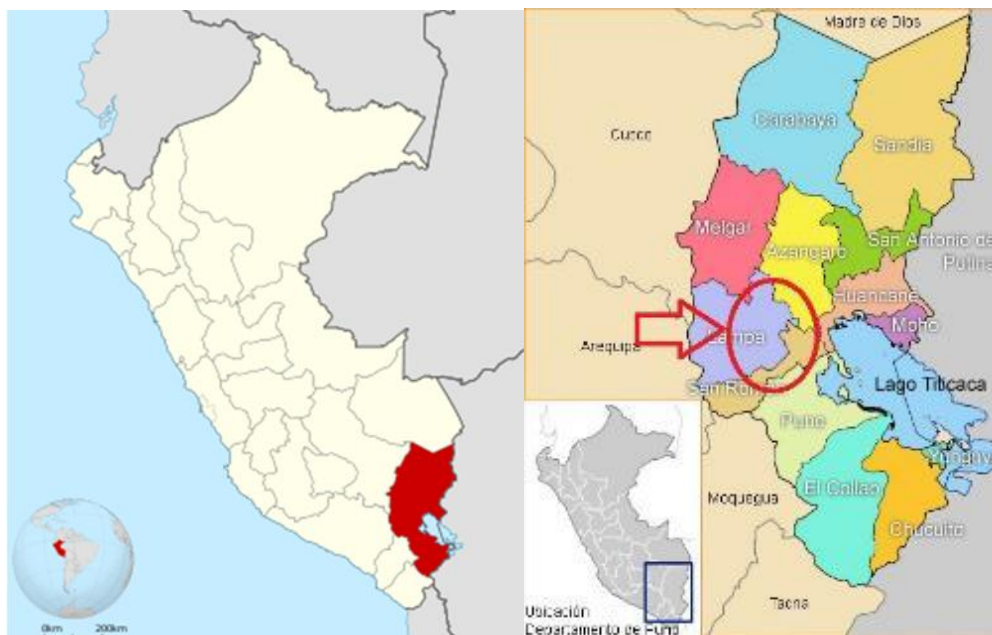 0km 200km
Madre de Dios
Cusco
Carabaya
Sandia
Melgar
Azangaro
San Antonio de
Putina
Huancane
Moho
Arequipa
Lampa
Lago Titicaca
San Roman
Puno
Yunguyo
El Collao
Moquegua
Chucuito
Tacna
Ubicación
Departamento de Puno